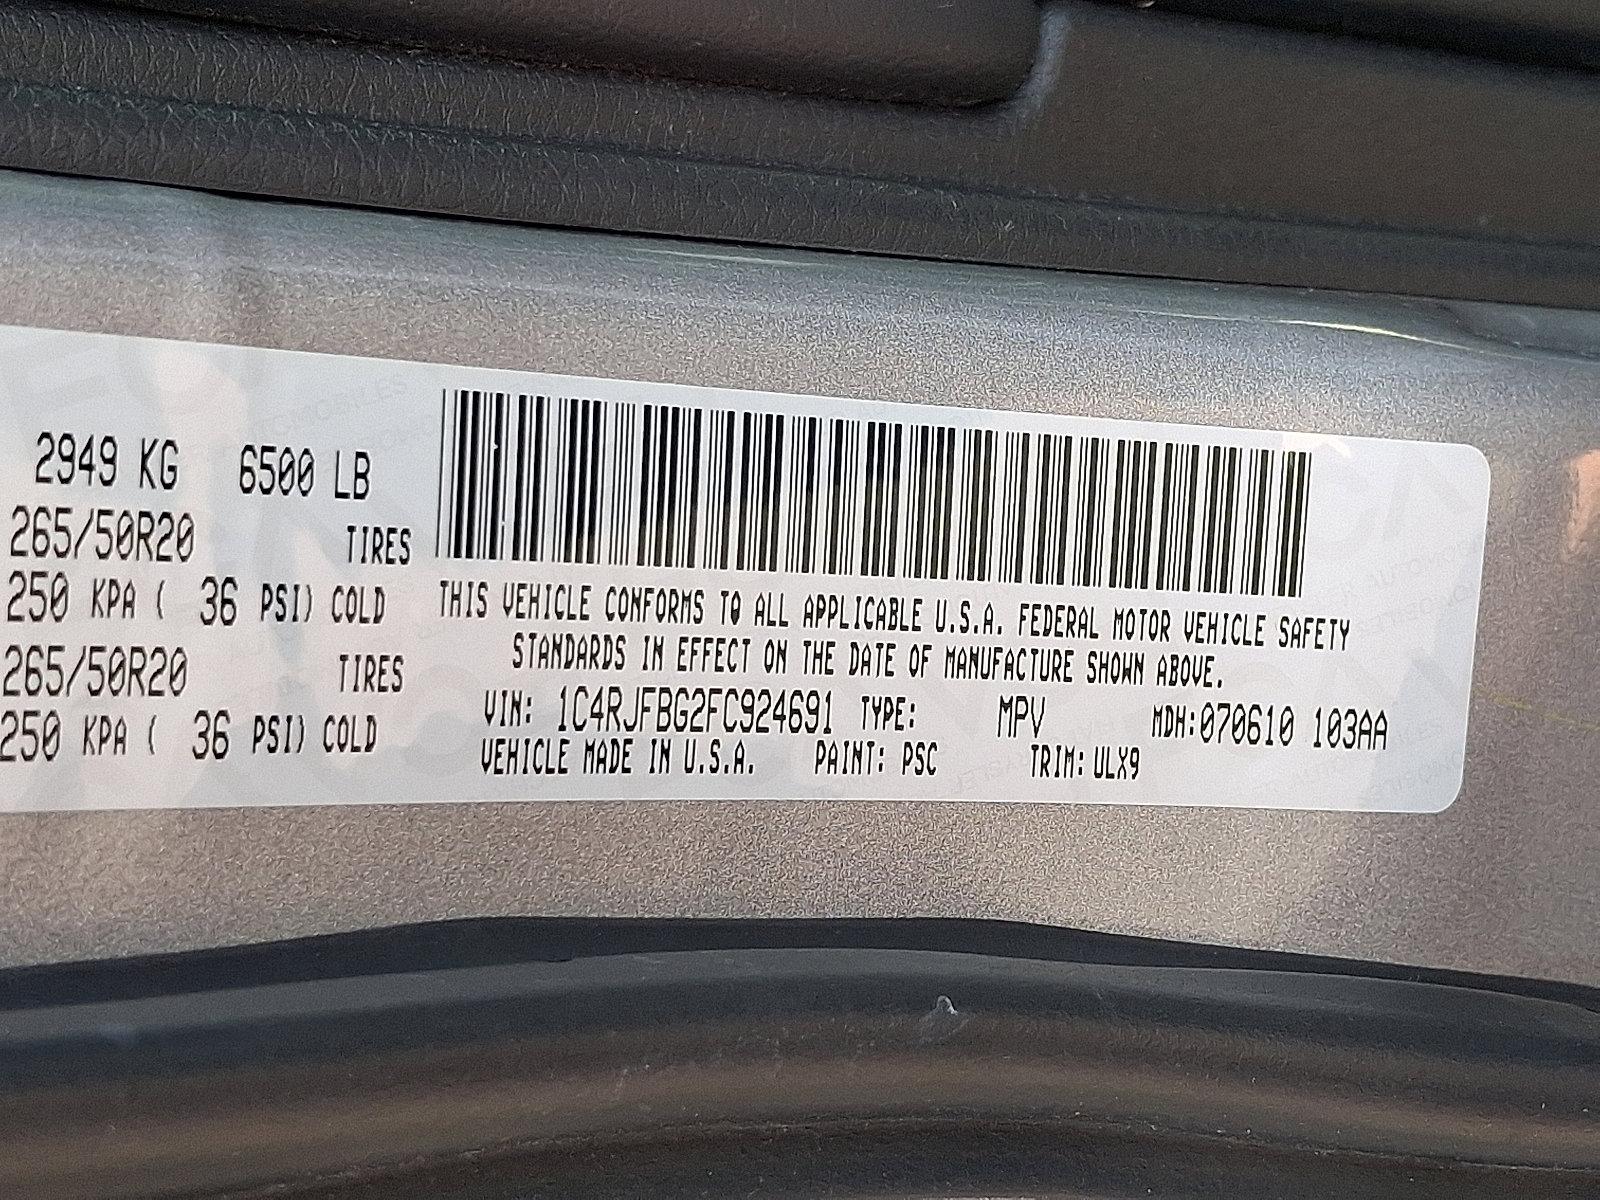 2949 KG 6500 LB
265/50R20 TIRES
250 KPA ( 36 PSI) COLD
265/50R20 TIRES
250 KPA ( 36 PSI) COLD
THIS VEHICLE CONFORMS TO ALL APPLICABLE U.S.A. FEDERAL MOTOR VEHICLE SAFETY
STANDARDS IN EFFECT ON THE DATE OF MANUFACTURE SHOWN ABOVE.
VIN: 1C4RJFBG2FC924691 TYPE: MPV MDH:070610 103AA
VEHICLE MADE IN U.S.A. PAINT: PSC TRIM: ULX9